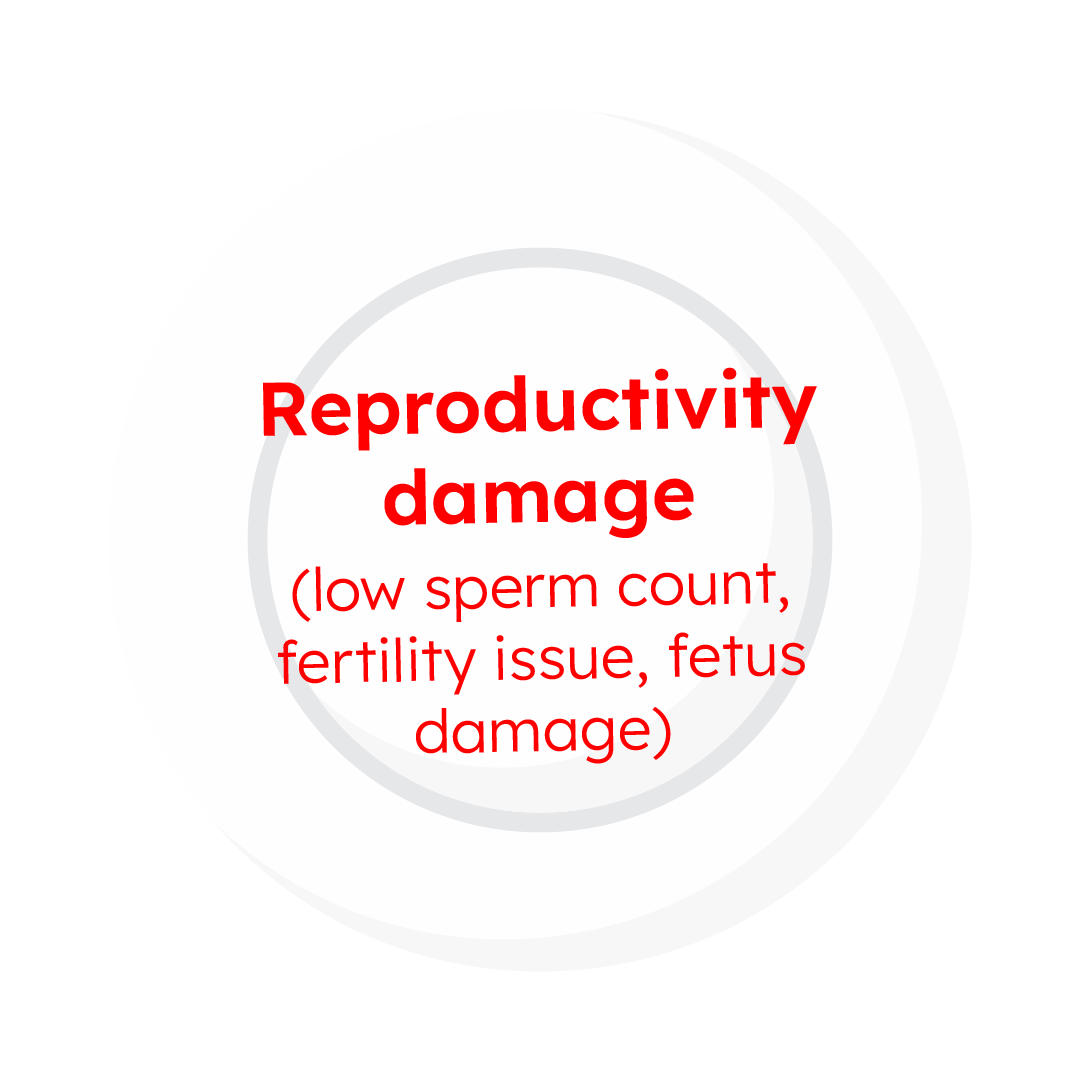 Reproductivity
damage
(low sperm count,
fertility issue, fetus
damage)